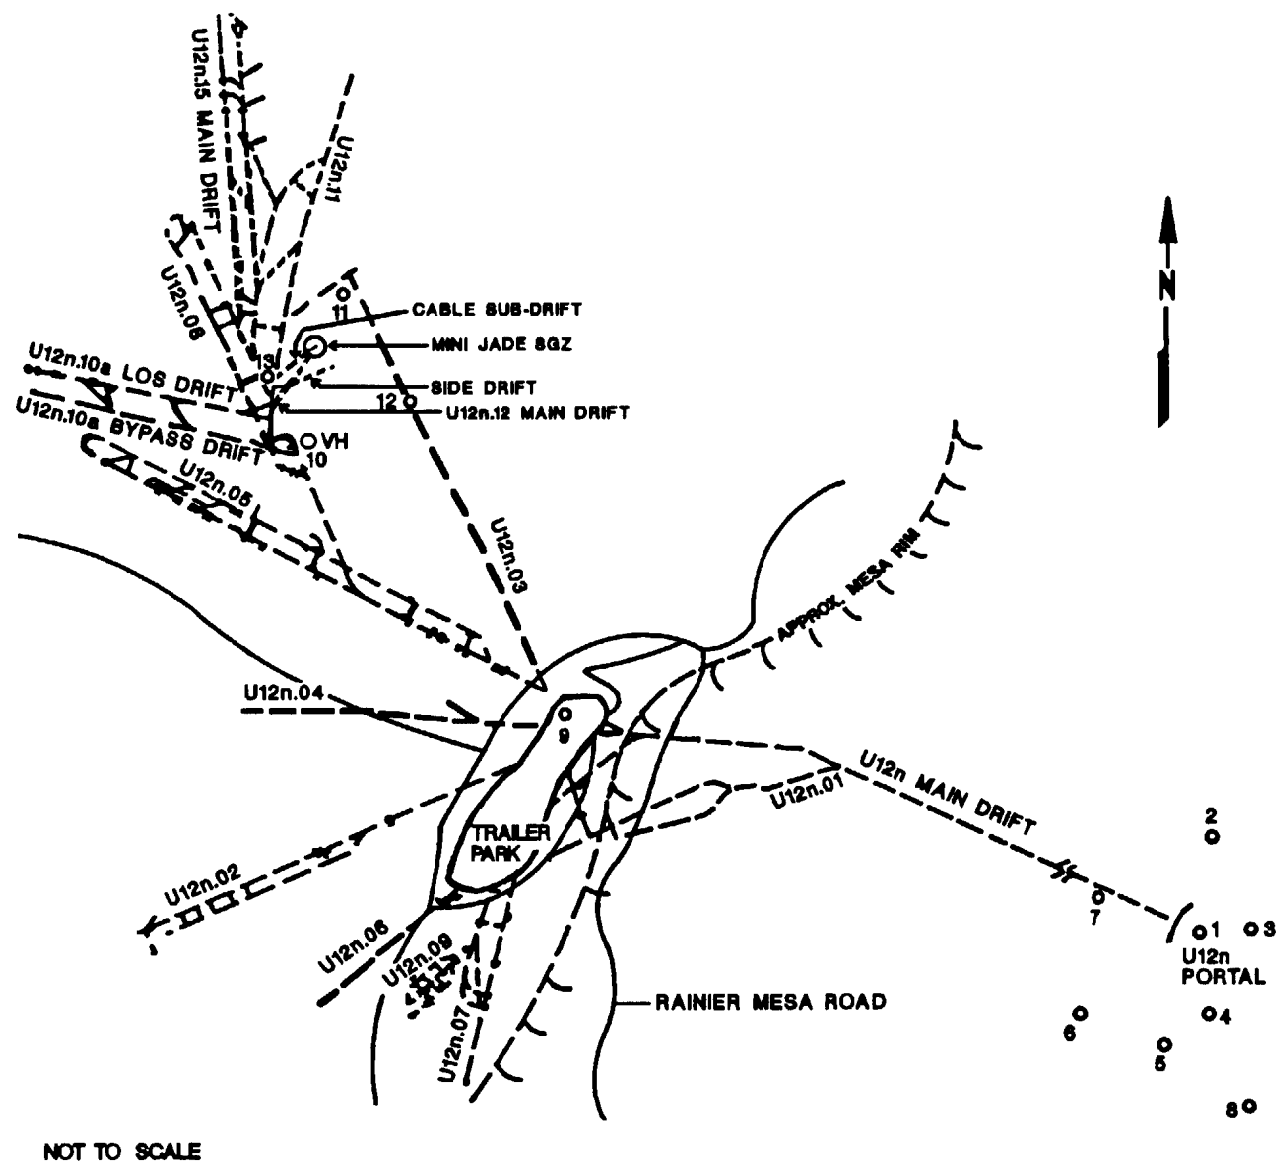 U12n.15 MAIN DRIFT
U12n.11
U12n.08
11
CABLE SUB-DRIFT
MINI JADE SGZ
13
U12n.10a LOS DRIFT
SIDE DRIFT
12
U12n.12 MAIN DRIFT
U12n.10a BYPASS DRIFT
VH
10
U12n.05
U12n.03
N
APPROX. MESA RIM
U12n.04
9
U12n MAIN DRIFT
U12n.01
2
TRAILER
PARK
U12n.02
7
1
3
U12n
PORTAL
U12n.06
U12n.09
RAINIER MESA ROAD
4
6
5
U12n.07
8
NOT TO SCALE